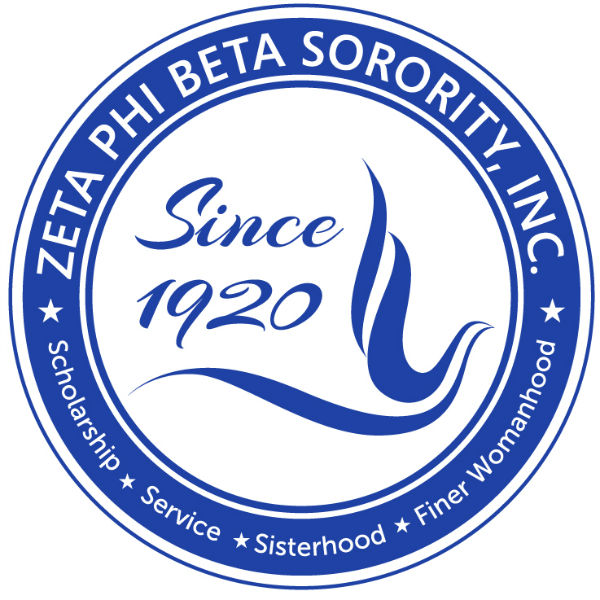 ZETA PHI BETA SORORITY, INC.
Since
1920
Scholarship ★ Service ★ Sisterhood ★ Finer Womanhood